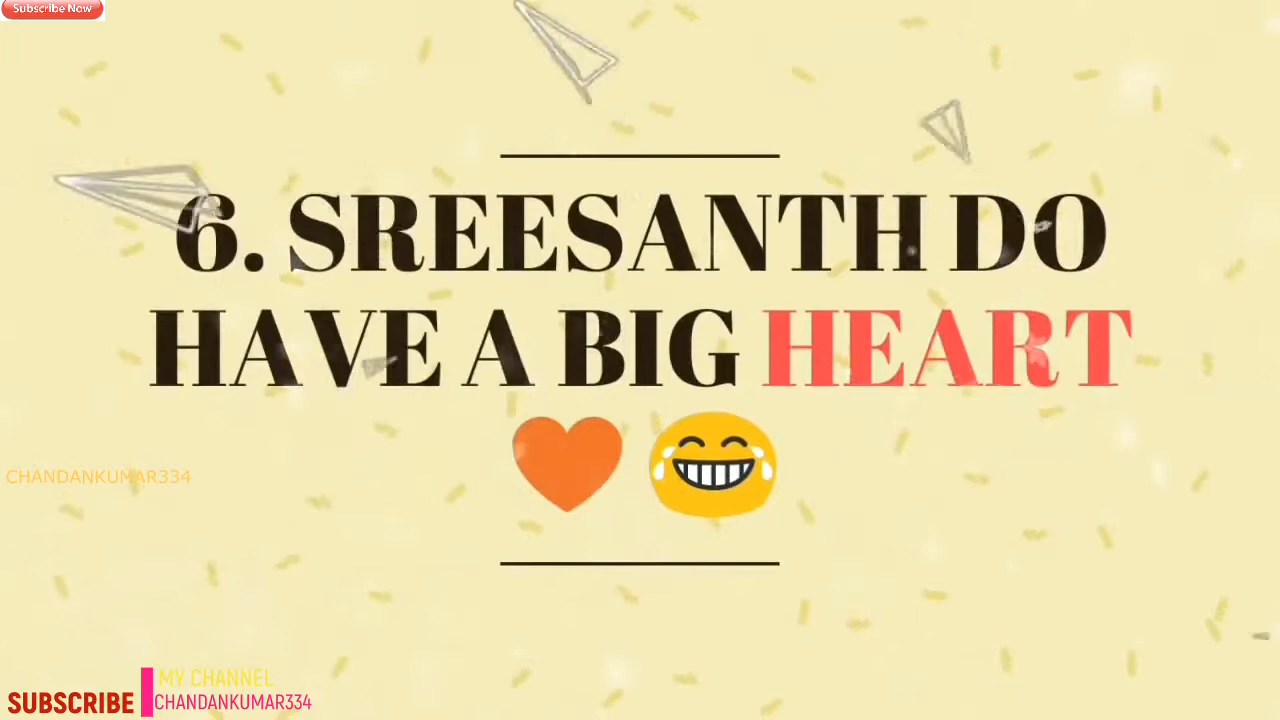 Subscribe Now
6. SREESANTH DO
HAVE A BIG HEART
CHANDANKUMAR334
MY CHANNEL
SUBSCRIBE CHANDANKUMAR334